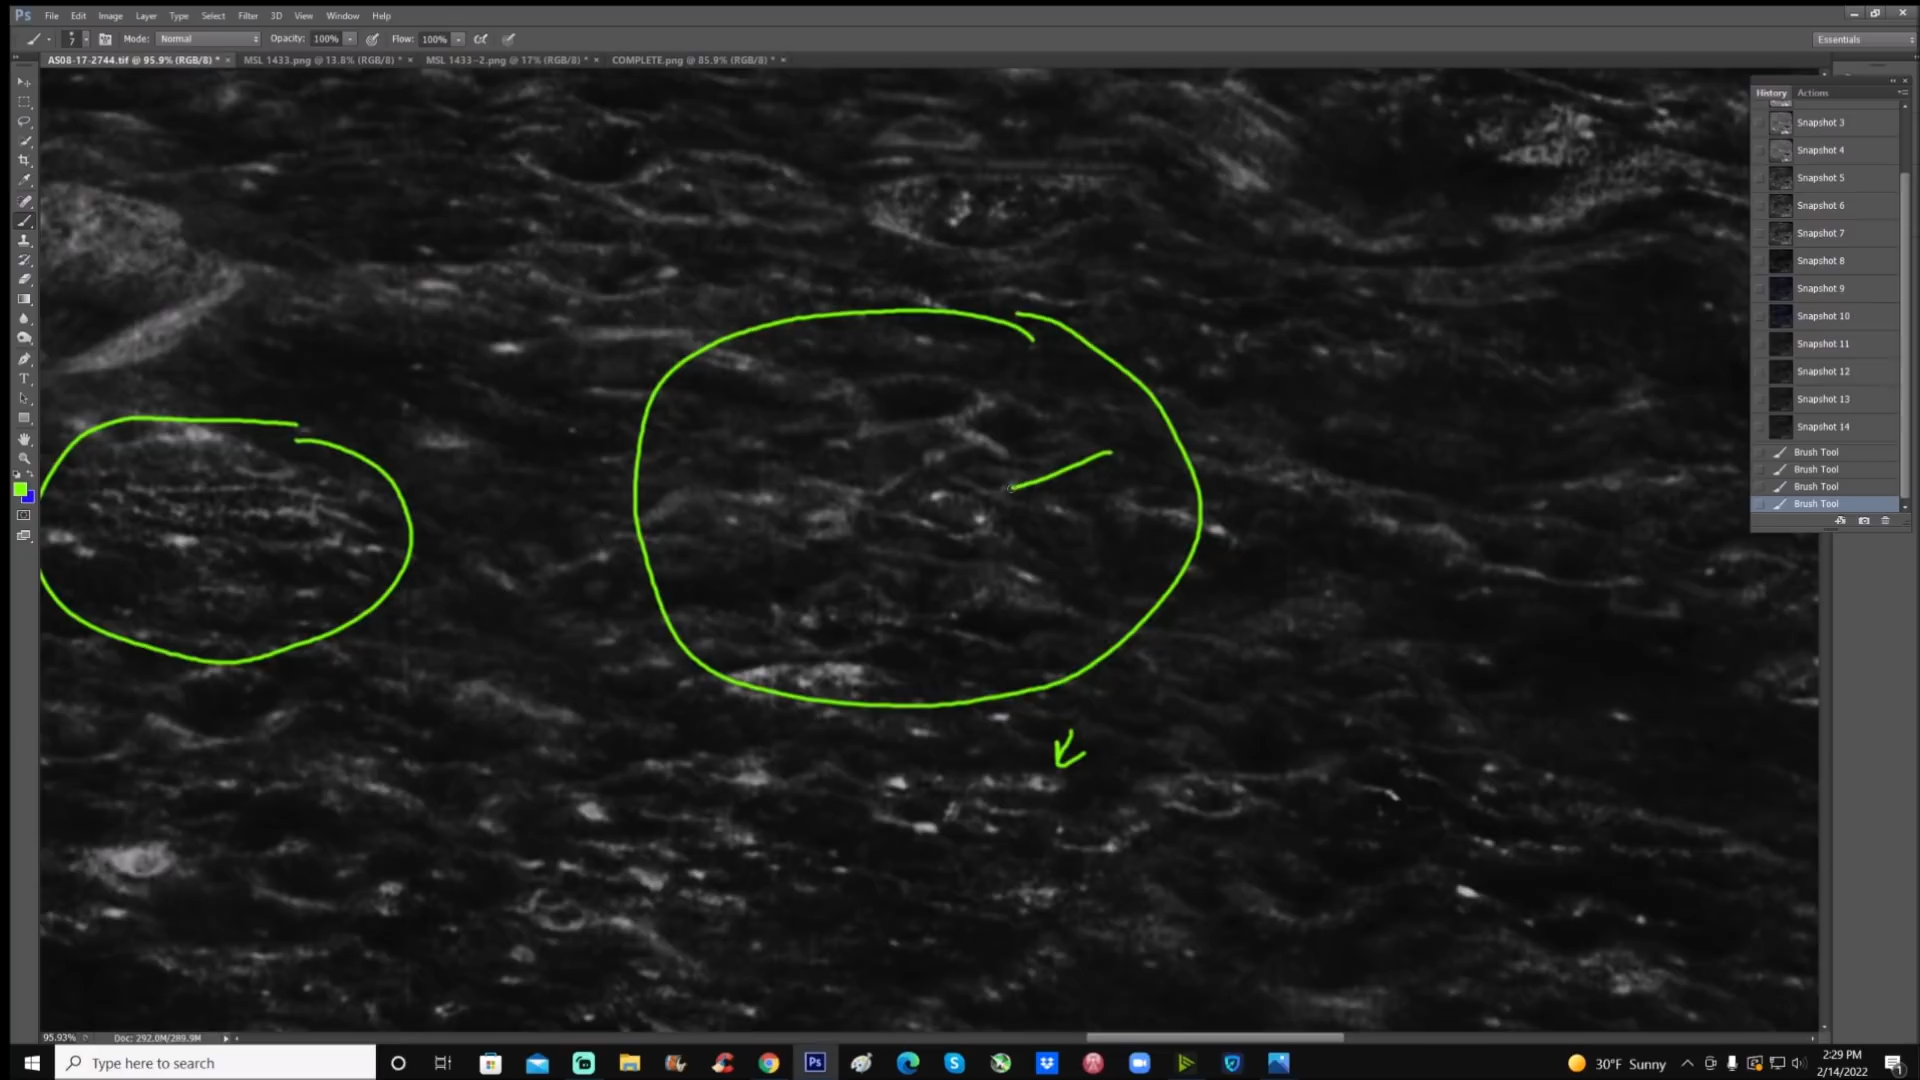 Ps File Edit Image Layer Type Select Filter 3D View Window Help
7 Mode: Normal Opacity: 100% Flow: 100% Essentials
AS08-17-2744.tif @ 95.9% (RGB/8) * × MSL 1433.png @ 13.8% (RGB/8) * × MSL 1433-2.png @ 17% (RGB/8) * × COMPLETE.png @ 85.9% (RGB/8) * ×
History Actions
Snapshot 3
Snapshot 4
Snapshot 5
Snapshot 6
Snapshot 7
Snapshot 8
Snapshot 9
Snapshot 10
Snapshot 11
Snapshot 12
Snapshot 13
Snapshot 14
Brush Tool
Brush Tool
Brush Tool
Brush Tool
95.93% Doc: 292.0M/289.9M
Type here to search
Ps
30°F Sunny
2:29 PM
2/14/2022
1